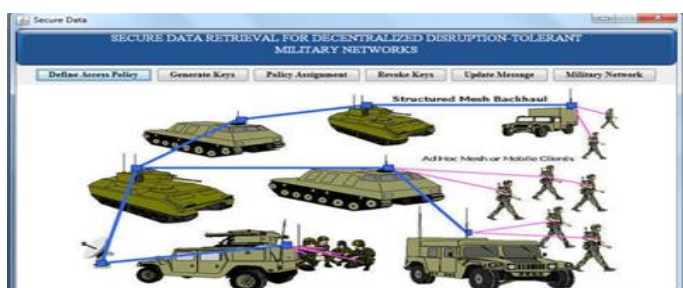 Secure Data
SECURE DATA RETRIEVAL FOR DECENTRALIZED DISRUPTION-TOLERANT
MILITARY NETWORKS
Define Access Policy Generate Keys Policy Assignment Revoke Keys Update Message Military Network
Structured Mesh Backhaul
Ad Hoc Mesh or Mobile Clients